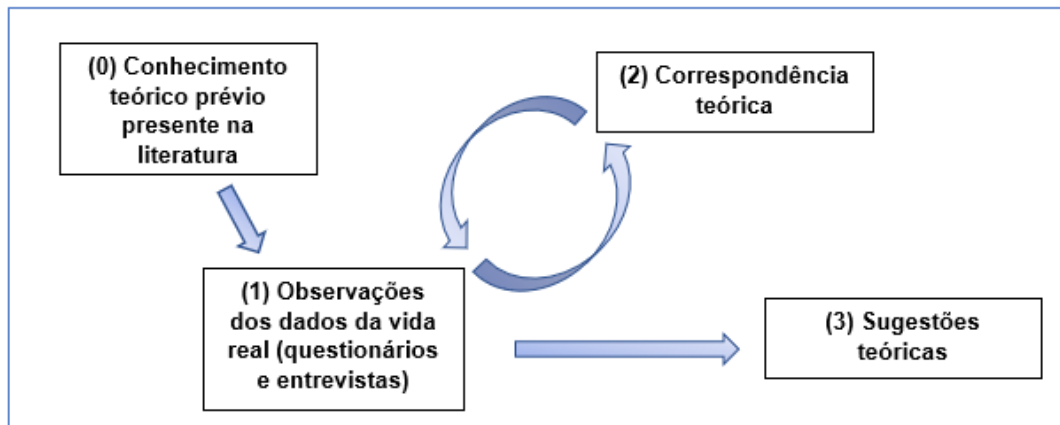 (0) Conhecimento
teórico prévio
presente na
literatura
(2) Correspondência
teórica
(1) Observações
dos dados da vida
real (questionários
e entrevistas)
(3) Sugestões
teóricas